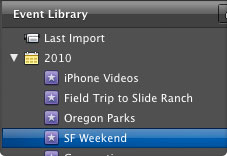 Event Library
Last Import
2010
iPhone Videos
Field Trip to Slide Ranch
Oregon Parks
SF Weekend